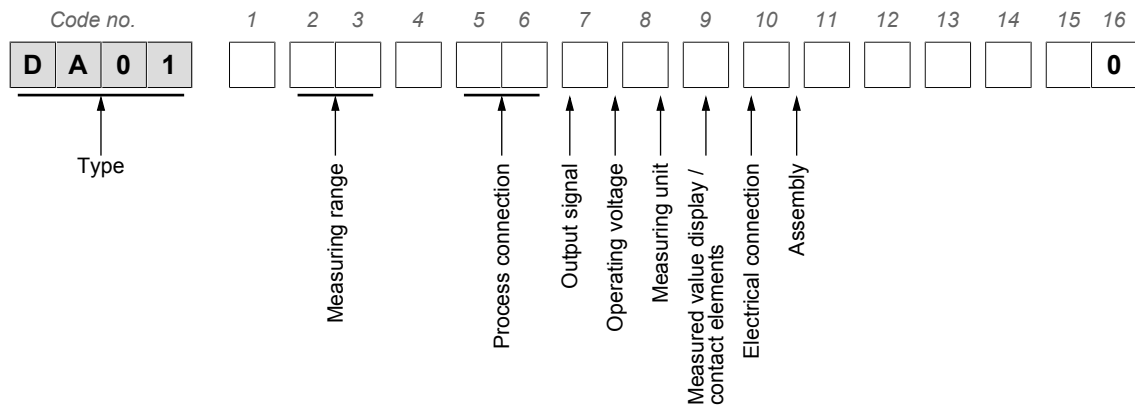 Code no. 1 2 3 4 5 6 7 8 9 10 11 12 13 14 15 16
D A 0 1 0
Type
Measuring range
Process connection
Output signal
Operating voltage
Measuring unit
Measured value display /
contact elements
Electrical connection
Assembly